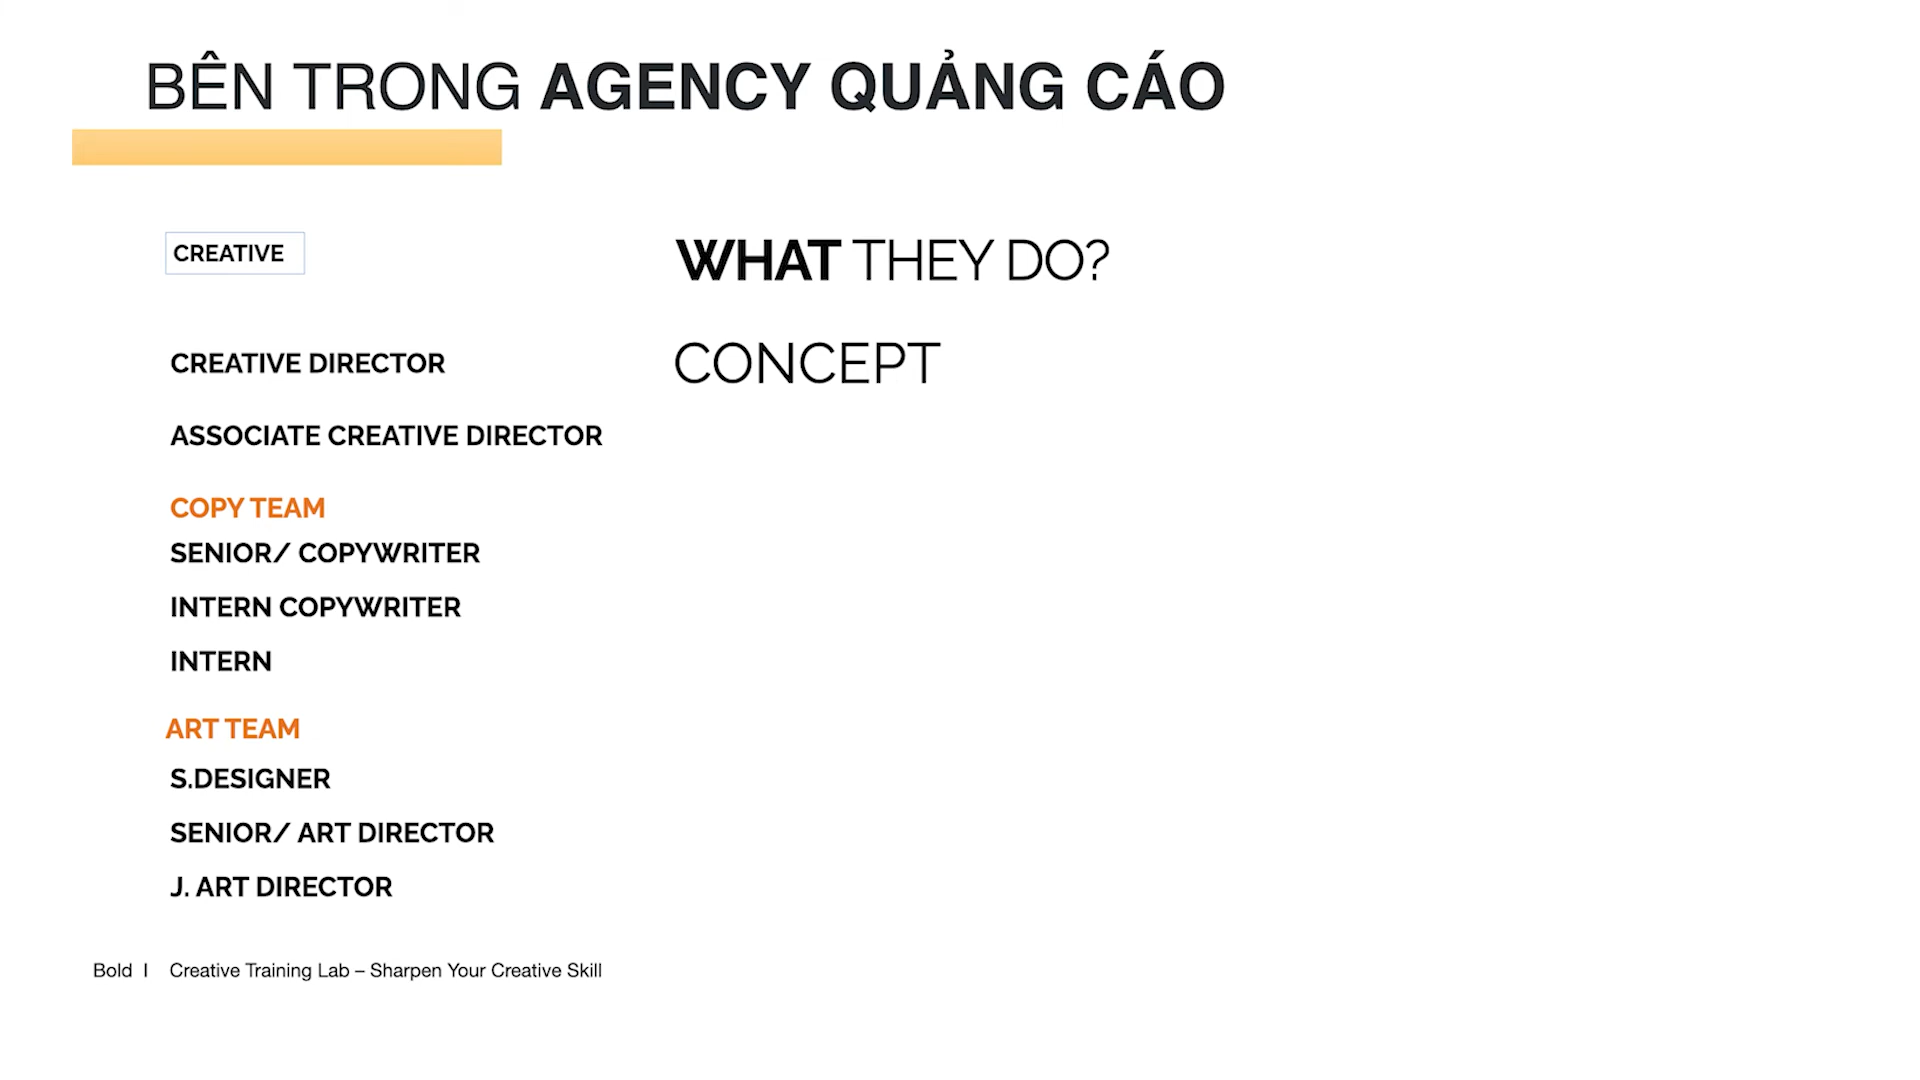 BÊN TRONG AGENCY QUẢNG CÁO
CREATIVE
CREATIVE DIRECTOR
ASSOCIATE CREATIVE DIRECTOR
COPY TEAM
SENIOR/ COPYWRITER
INTERN COPYWRITER
INTERN
ART TEAM
S.DESIGNER
SENIOR/ ART DIRECTOR
J. ART DIRECTOR
WHAT THEY DO?
CONCEPT
Bold I Creative Training Lab – Sharpen Your Creative Skill